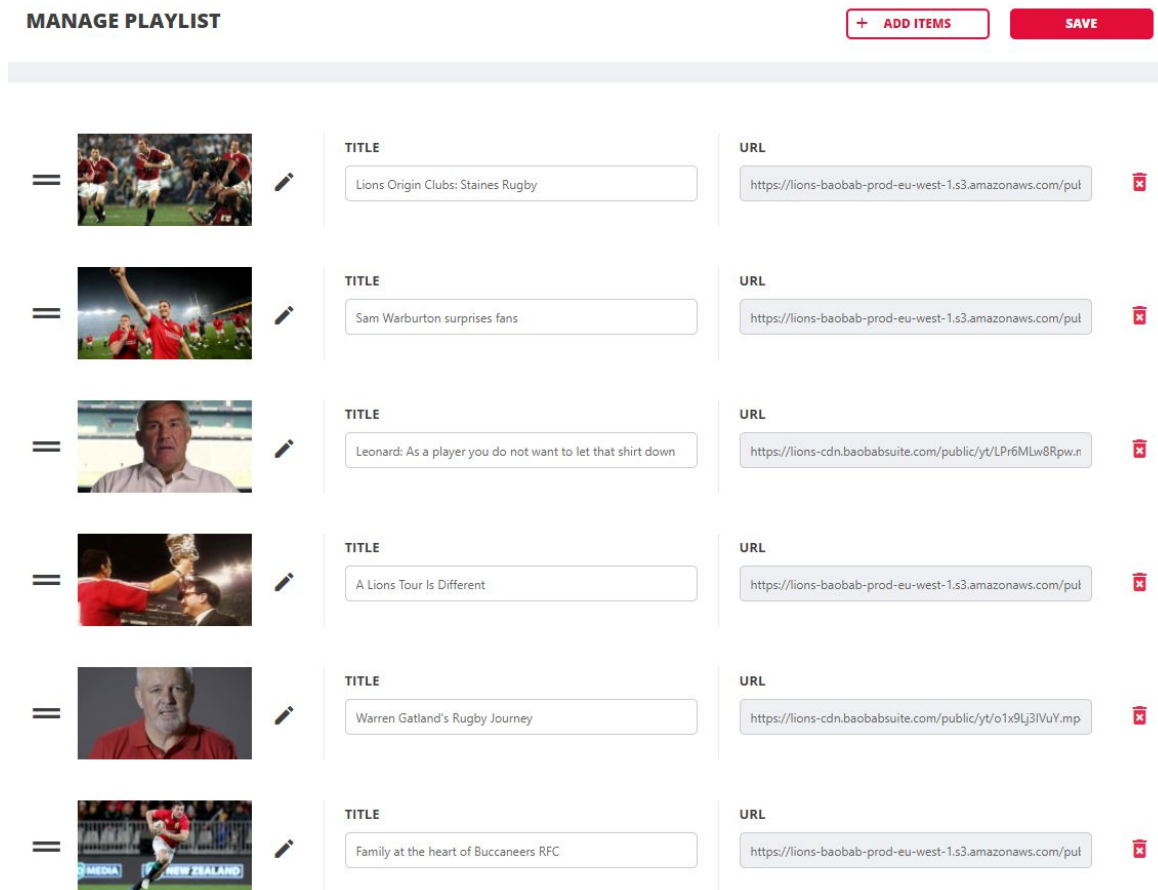 MANAGE PLAYLIST
+ ADD ITEMS
SAVE
TITLE
URL
Lions Origin Clubs: Staines Rugby
https://lions-baobab-prod-eu-west-1.s3.amazonaws.com/pul
TITLE
URL
Sam Warburton surprises fans
https://lions-baobab-prod-eu-west-1.s3.amazonaws.com/pul
TITLE
URL
Leonard: As a player you do not want to let that shirt down
https://lions-cdn.baobabsuite.com/public/yt/LPr6MLw8Rpw.n
TITLE
URL
A Lions Tour Is Different
https://lions-baobab-prod-eu-west-1.s3.amazonaws.com/pul
TITLE
URL
Warren Gatland's Rugby Journey
https://lions-cdn.baobabsuite.com/public/yt/o1x9Lj3lVuY.mp
TITLE
URL
Family at the heart of Buccaneers RFC
https://lions-baobab-prod-eu-west-1.s3.amazonaws.com/pul
MEDIA
NEW ZEALAND